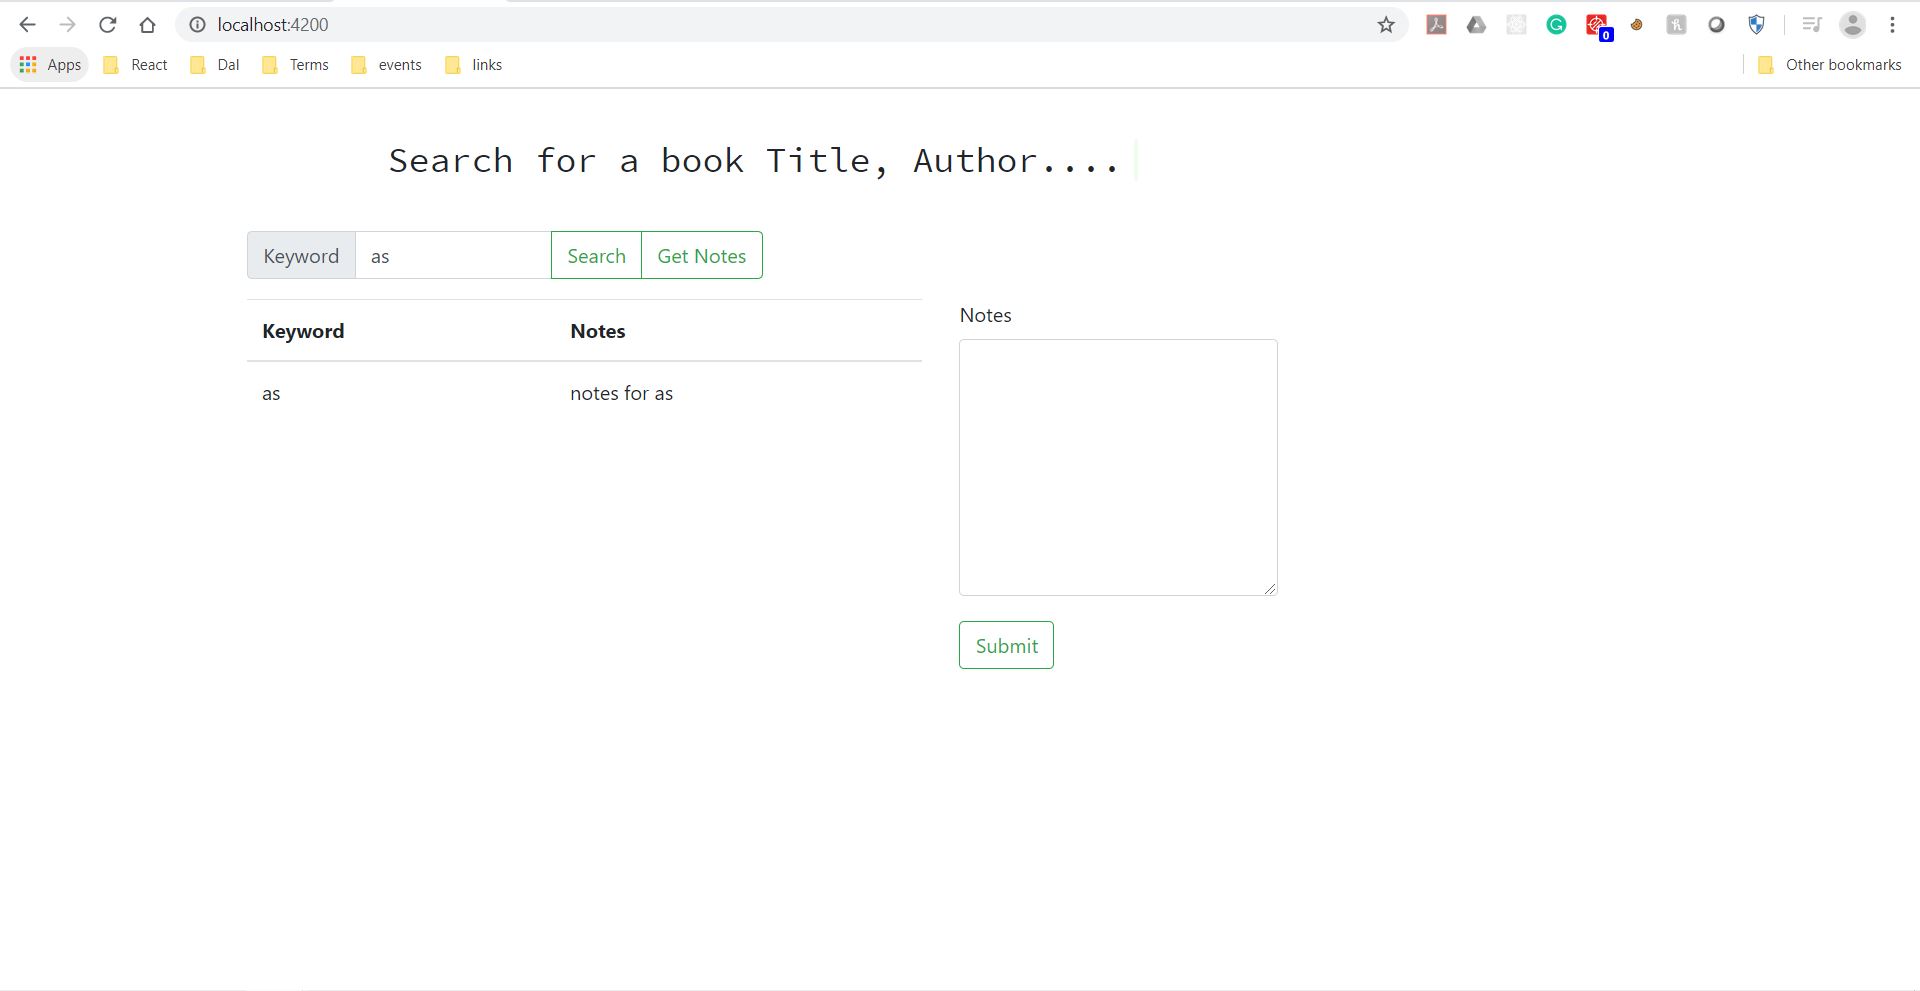 localhost:4200
0
Apps React Dal Terms events links Other bookmarks
Search for a book Title, Author....
Keyword as Search Get Notes
Keyword Notes
as notes for as
Notes
Submit